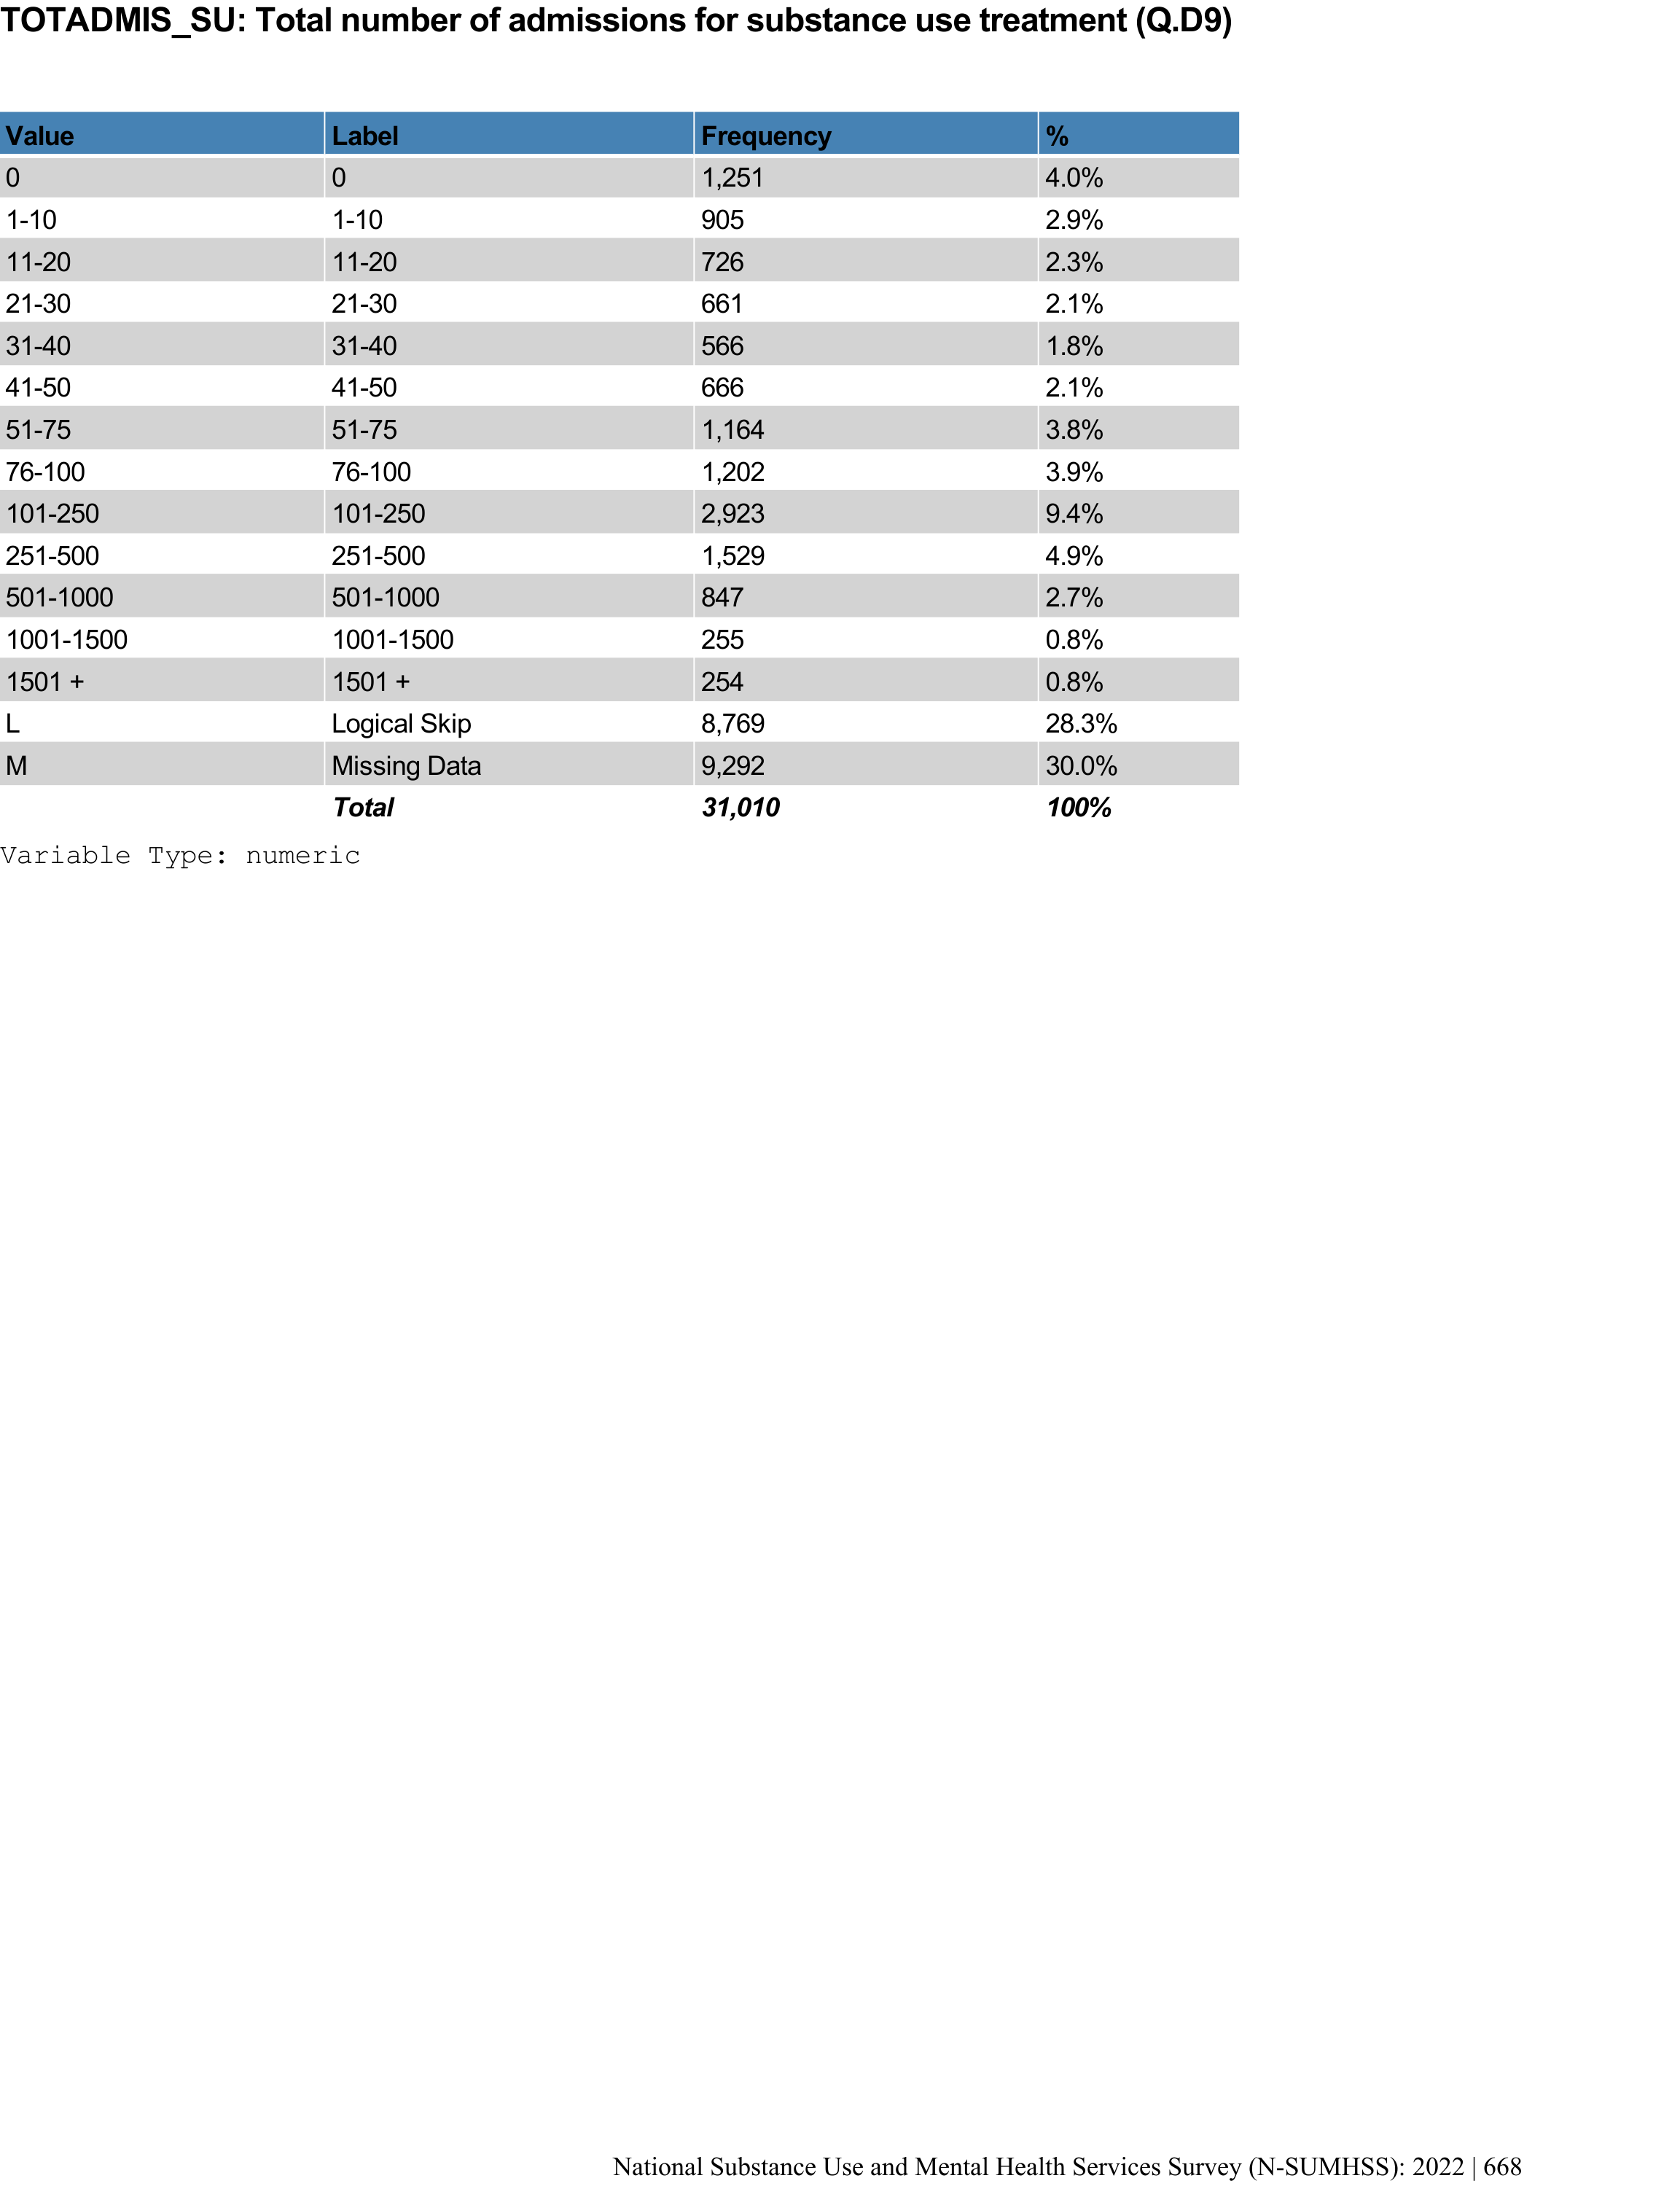 TOTADMIS_SU: Total number of admissions for substance use treatment (Q.D9)
Value Label Frequency %
0 0 1,251 4.0%
1-10 1-10 905 2.9%
11-20 11-20 726 2.3%
21-30 21-30 661 2.1%
31-40 31-40 566 1.8%
41-50 41-50 666 2.1%
51-75 51-75 1,164 3.8%
76-100 76-100 1,202 3.9%
101-250 101-250 2,923 9.4%
251-500 251-500 1,529 4.9%
501-1000 501-1000 847 2.7%
1001-1500 1001-1500 255 0.8%
1501 + 1501 + 254 0.8%
L Logical Skip 8,769 28.3%
M Missing Data 9,292 30.0%
Total 31,010 100%
Variable Type: numeric
National Substance Use and Mental Health Services Survey (N-SUMHSS): 2022 | 668